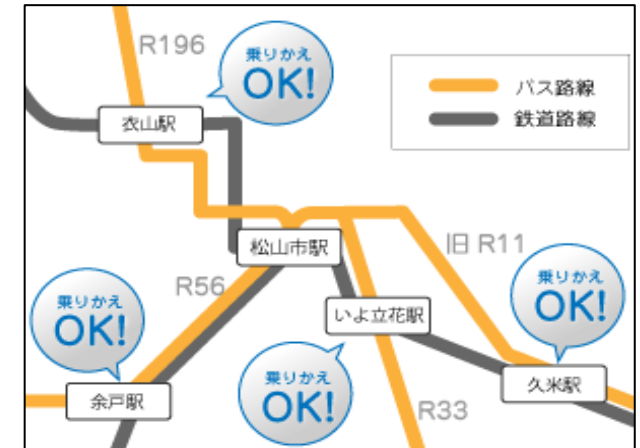 R196
乗りかえ
OK!
バス路線
鉄道路線
衣山駅
松山市駅
旧 R11
R56
乗りかえ
OK!
乗りかえ
OK!
いよ立花駅
乗りかえ
OK!
久米駅
余戸駅
R33